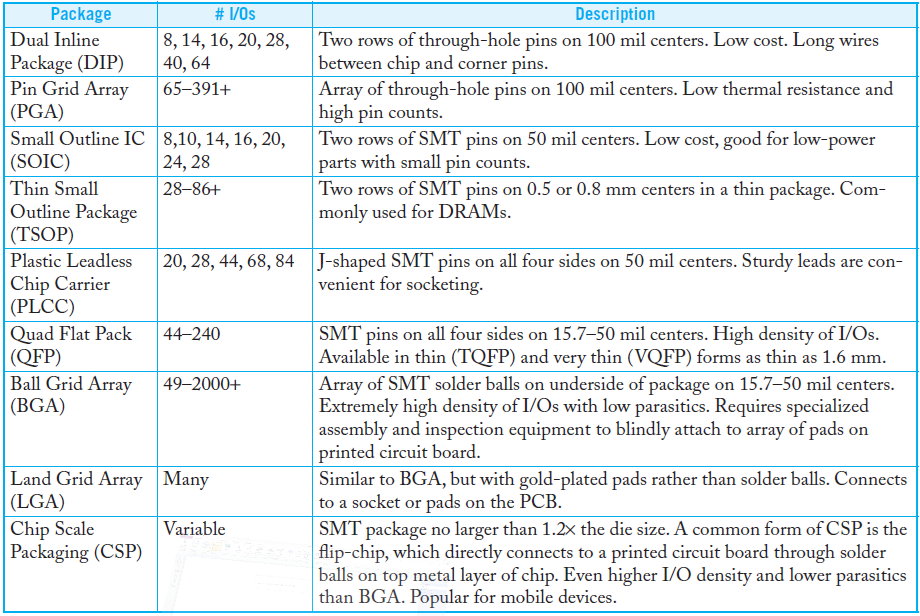 Package # I/Os Description
Dual Inline 8, 14, 16, 20, 28, Two rows of through-hole pins on 100 mil centers. Low cost. Long wires
Package (DIP) 40, 64 between chip and corner pins.
Pin Grid Array 65–391+ Array of through-hole pins on 100 mil centers. Low thermal resistance and
(PGA) high pin counts.
Small Outline IC 8,10, 14, 16, 20, Two rows of SMT pins on 50 mil centers. Low cost, good for low-power
(SOIC) 24, 28 parts with small pin counts.
Thin Small 28–86+ Two rows of SMT pins on 0.5 or 0.8 mm centers in a thin package. Com-
Outline Package monly used for DRAMs.
(TSOP)
Plastic Leadless 20, 28, 44, 68, 84 J-shaped SMT pins on all four sides on 50 mil centers. Sturdy leads are con-
Chip Carrier venient for socketing.
(PLCC)
Quad Flat Pack 44–240 SMT pins on all four sides on 15.7–50 mil centers. High density of I/Os.
(QFP) Available in thin (TQFP) and very thin (VQFP) forms as thin as 1.6 mm.
Ball Grid Array 49–2000+ Array of SMT solder balls on underside of package on 15.7–50 mil centers.
(BGA) Extremely high density of I/Os with low parasitics. Requires specialized
assembly and inspection equipment to blindly attach to array of pads on
printed circuit board.
Land Grid Array Many Similar to BGA, but with gold-plated pads rather than solder balls. Connects
(LGA) to a socket or pads on the PCB.
Chip Scale Variable SMT package no larger than 1.2× the die size. A common form of CSP is the
Packaging (CSP) flip-chip, which directly connects to a printed circuit board through solder
balls on top metal layer of chip. Even higher I/O density and lower parasitics
than BGA. Popular for mobile devices.